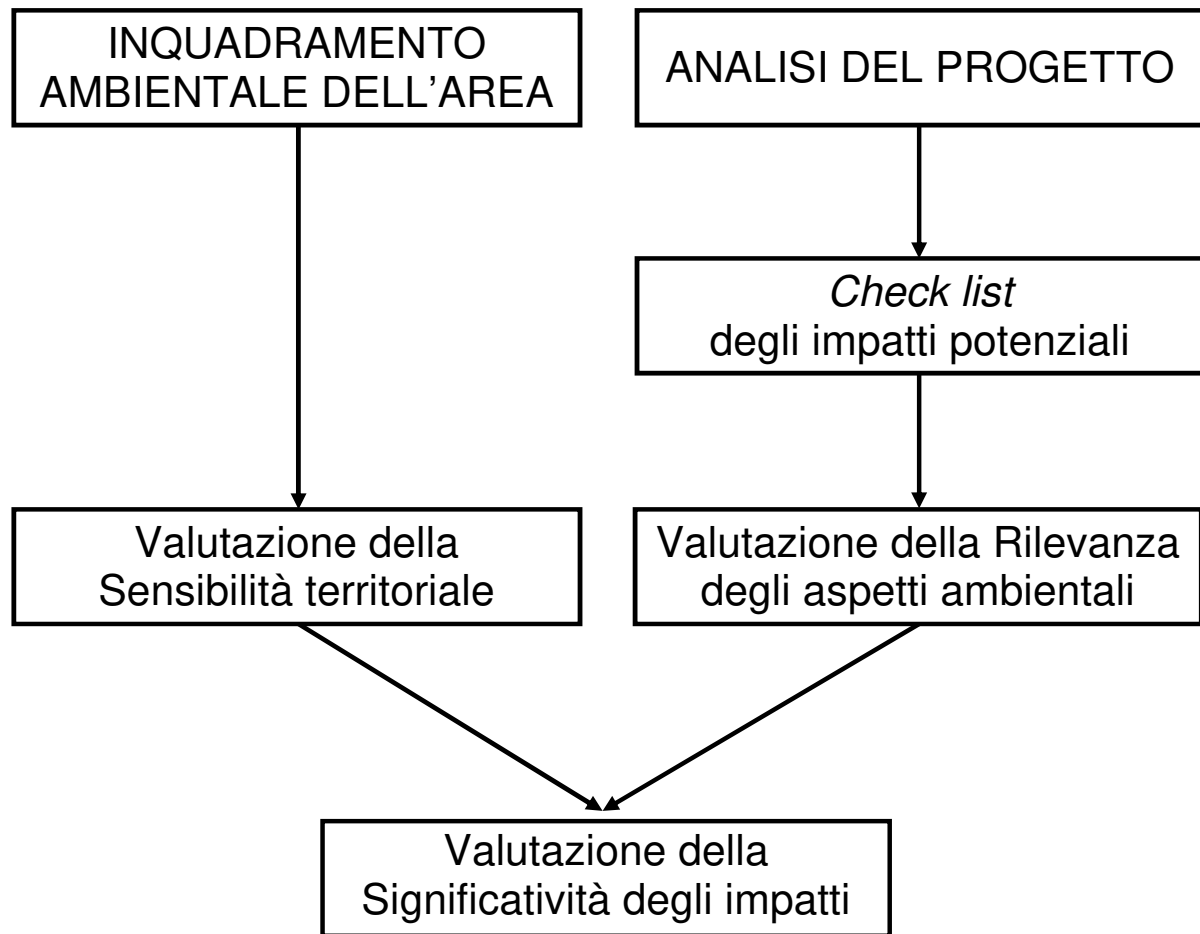 INQUADRAMENTO
AMBIENTALE DELL'AREA
ANALISI DEL PROGETTO
Check list
degli impatti potenziali
Valutazione della
Sensibilità territoriale
Valutazione della Rilevanza
degli aspetti ambientali
Valutazione della
Significatività degli impatti